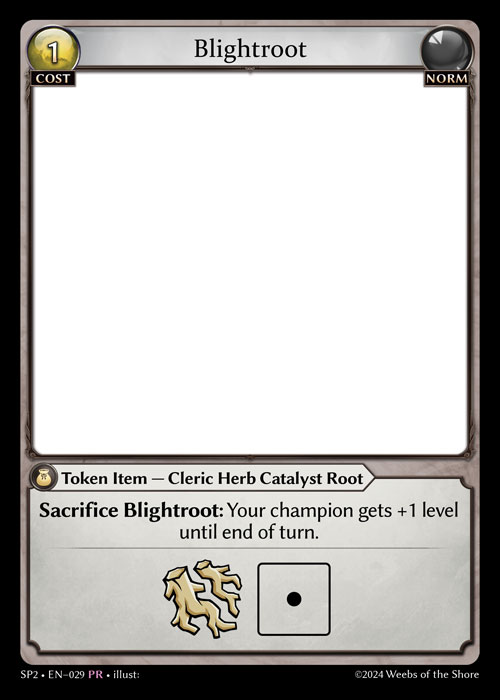 1
Blightroot
COST
NORM
Token Item — Cleric Herb Catalyst Root
Sacrifice Blightroot: Your champion gets +1 level
until end of turn.
SP2 • EN–029 PR • illust:
©2024 Weebs of the Shore